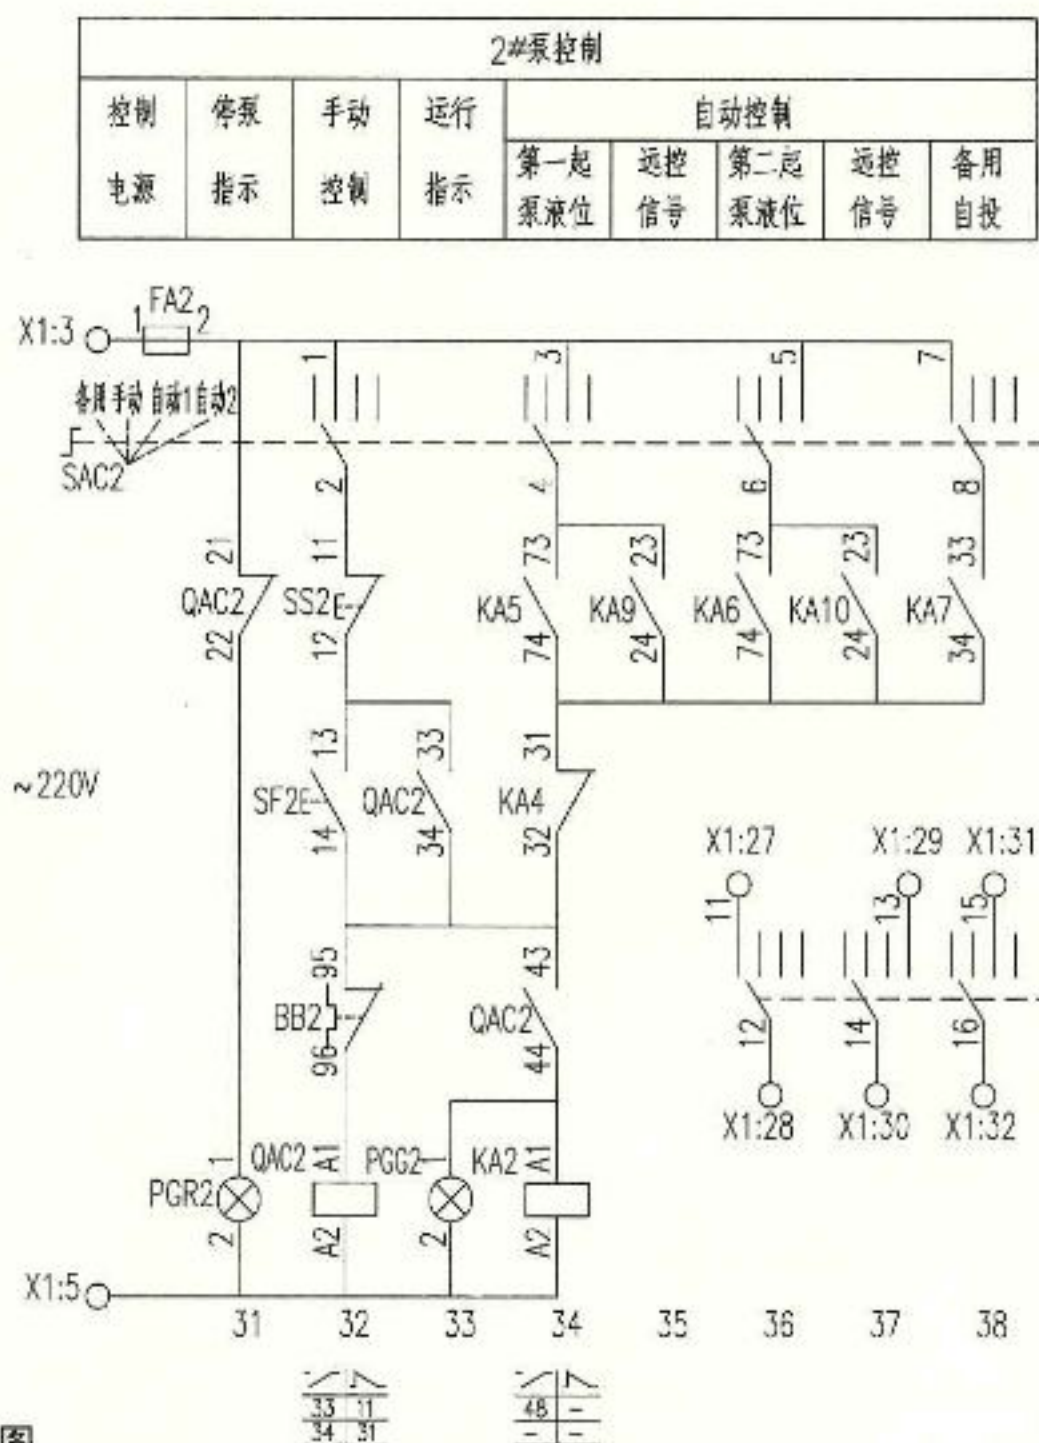 2#泵控制
控制 停泵 手动 运行 自动控制
电源 指示 控制 指示
第一起 远控 第二起 远控 备用
泵液位 信号 泵液位 信号 自投
FA2
X1:3 1 2
1 3 5 7
备用 手动 自动1 自动2
SAC2
2 4 6 8
21 11 73 23 73 23 33
QAC2 SS2E KA5 KA9 KA6 KA10 KA7
22 12 74 24 74 24 34
13 33 31
~220V SF2E QAC2 KA4
14 34 32
X1:27 X1:29 X1:31
11 13 15
95 43
BB2 QAC2
96 44
12 14 16
X1:28 X1:30 X1:32
1 QAC2 A1 PGG2 1 KA2 A1
PGR2
2 A2 2 A2
X1:5
31 32 33 34 35 36 37 38
33 11 48 -
34 31 - -
图